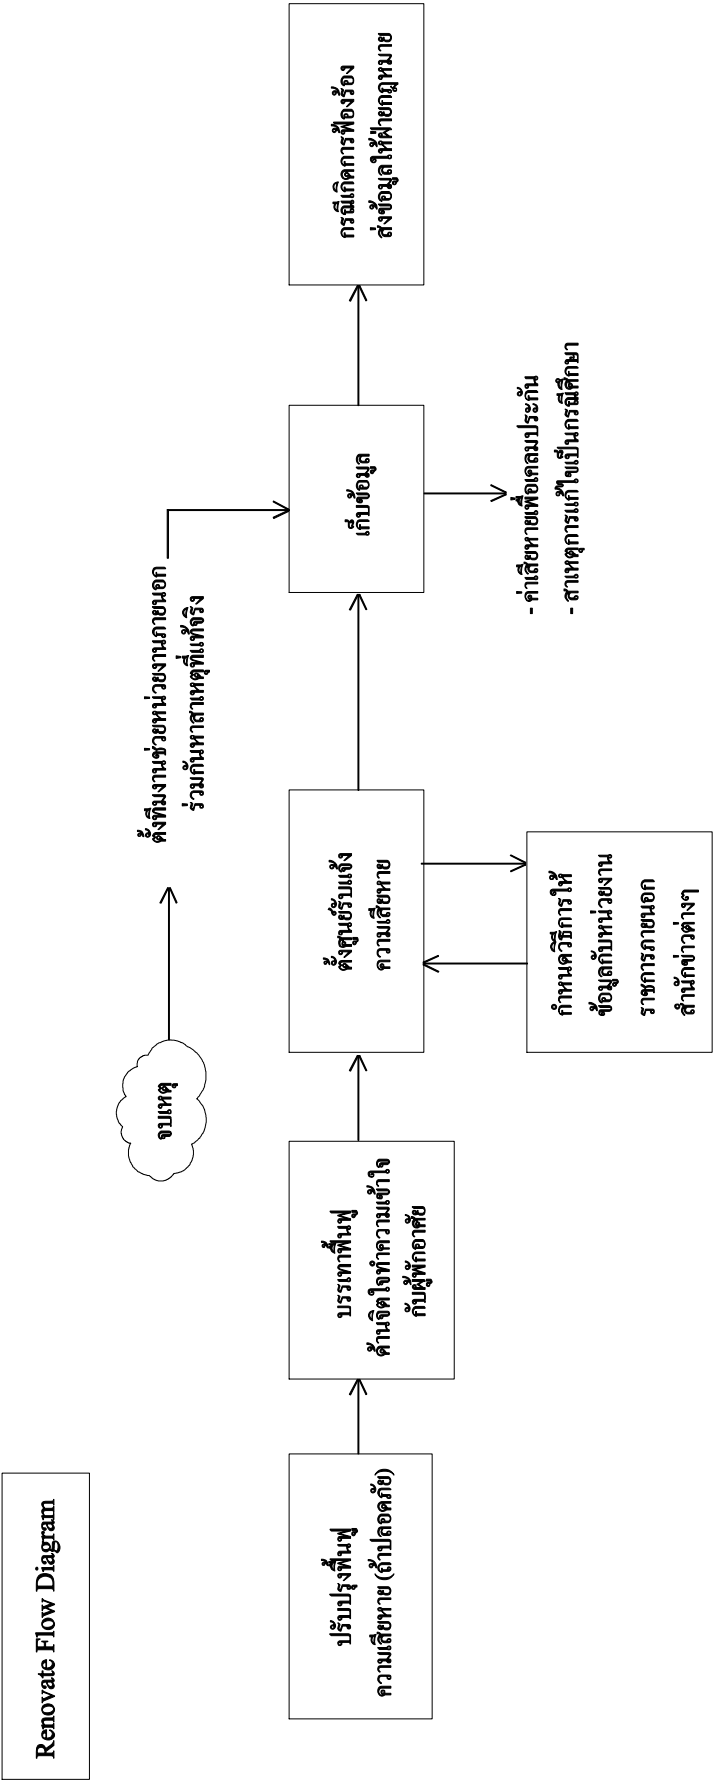 Renovate Flow Diagram
จบเหตุ
ตั้งทีมงานช่วยหน่วยงานภายนอก
ร่วมกันหาสาเหตุที่แท้จริง
ปรับปรุงฟื้นฟู
ความเสียหาย (ถ้าปลอดภัย)
บรรเทาฟื้นฟู
ด้านจิตใจทำความเข้าใจ
กับผู้พักอาศัย
ตั้งศูนย์รับแจ้ง
ความเสียหาย
เก็บข้อมูล
กรณีเกิดการฟ้องร้อง
ส่งข้อมูลให้ฝ่ายกฎหมาย
กำหนดวิธีการให้
ข้อมูลกับหน่วยงาน
ราชการภายนอก
สำนักข่าวต่างๆ
- ค่าเสียหายเพื่อเคลมประกัน
- สาเหตุการแก้ไขเป็นกรณีศึกษา